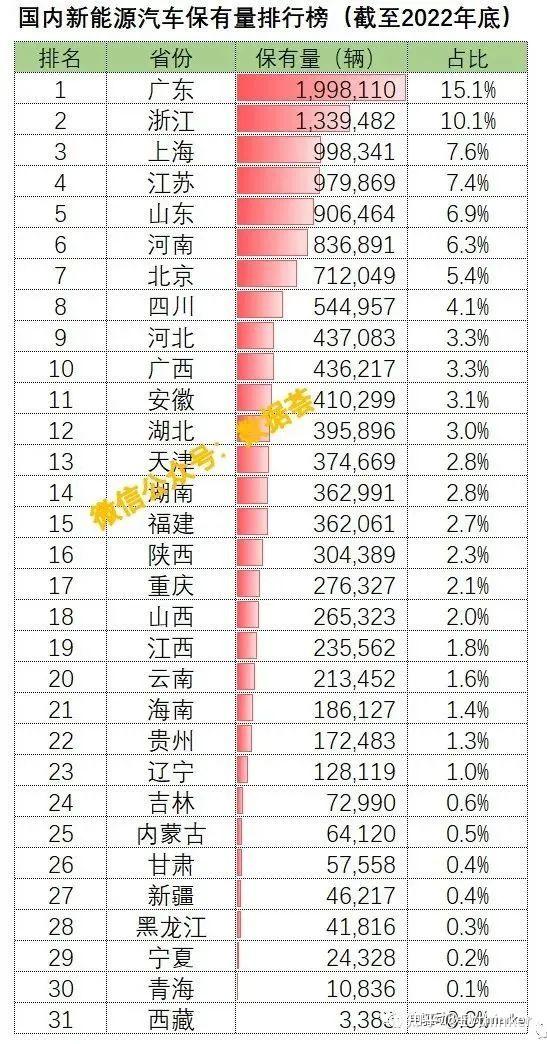 国内新能源汽车保有量排行榜（截至2022年底）
排名 省份 保有量（辆） 占比
1 广东 1,998,110 15.1%
2 浙江 1,339,482 10.1%
3 上海 998,341 7.6%
4 江苏 979,869 7.4%
5 山东 906,464 6.9%
6 河南 836,891 6.3%
7 北京 712,049 5.4%
8 四川 544,957 4.1%
9 河北 437,083 3.3%
10 广西 436,217 3.3%
11 安徽 410,299 3.1%
12 湖北 395,896 3.0%
13 天津 374,669 2.8%
14 湖南 362,991 2.8%
15 福建 362,061 2.7%
16 陕西 304,389 2.3%
17 重庆 276,327 2.1%
18 山西 265,323 2.0%
19 江西 235,562 1.8%
20 云南 213,452 1.6%
21 海南 186,127 1.4%
22 贵州 172,483 1.3%
23 辽宁 128,119 1.0%
24 吉林 72,990 0.6%
25 内蒙古 64,120 0.5%
26 甘肃 57,558 0.4%
27 新疆 46,217 0.4%
28 黑龙江 41,816 0.3%
29 宁夏 24,328 0.2%
30 青海 10,836 0.1%
31 西藏 3,383
微信公众号：数据荟